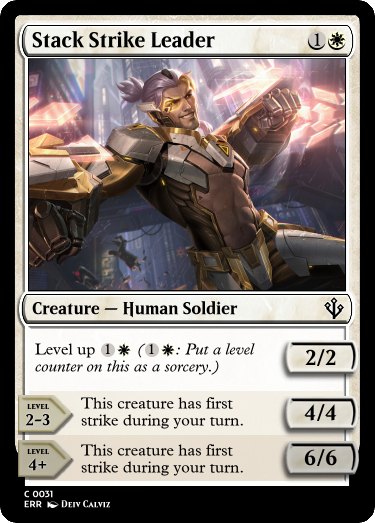 Stack Strike Leader 1
Creature — Human Soldier
Level up 1 (1: Put a level
counter on this as a sorcery.)
2/2
LEVEL
2-3
This creature has first
strike during your turn.
4/4
LEVEL
4+
This creature has first
strike during your turn.
6/6
C 0031
ERR DEIV CALVIZ